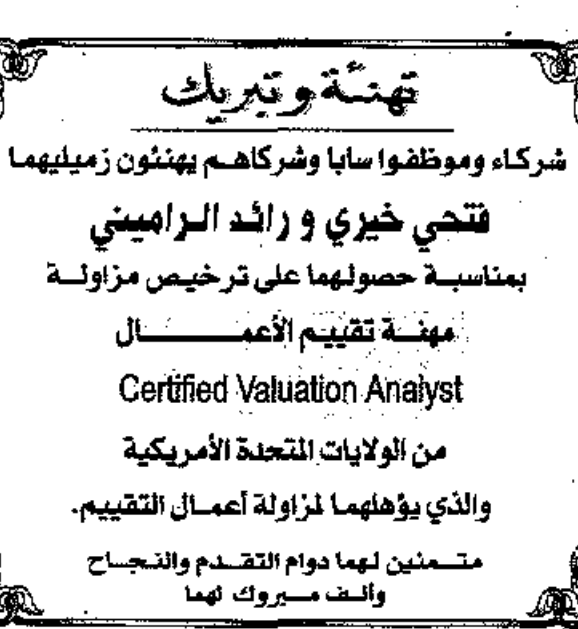 تهنئة وتبريك
شركاء وموظفوا سابا وشركاهم يهنئون زميليهما
فتحي خيري و رائد الراميني
بمناسبة حصولهما على ترخيص مزاولة
مهنة تقييم الأعمال
Certified Valuation Analyst
من الولايات المتحدة الأمريكية
والذي يؤهلهما لمزاولة أعمال التقييم.
متمنين لهما دوام التقدم والنجاح
وألف مبروك لهما